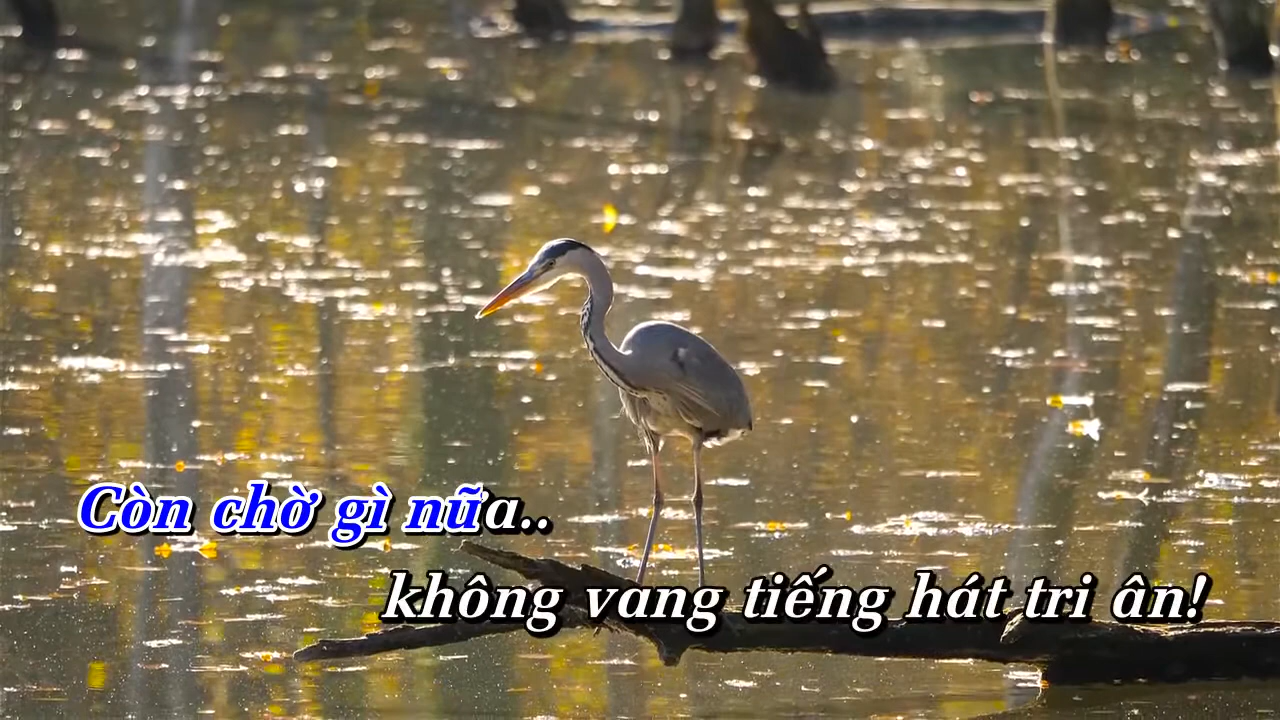 Còn chờ gì nữa..
không vang tiếng hát tri ân!